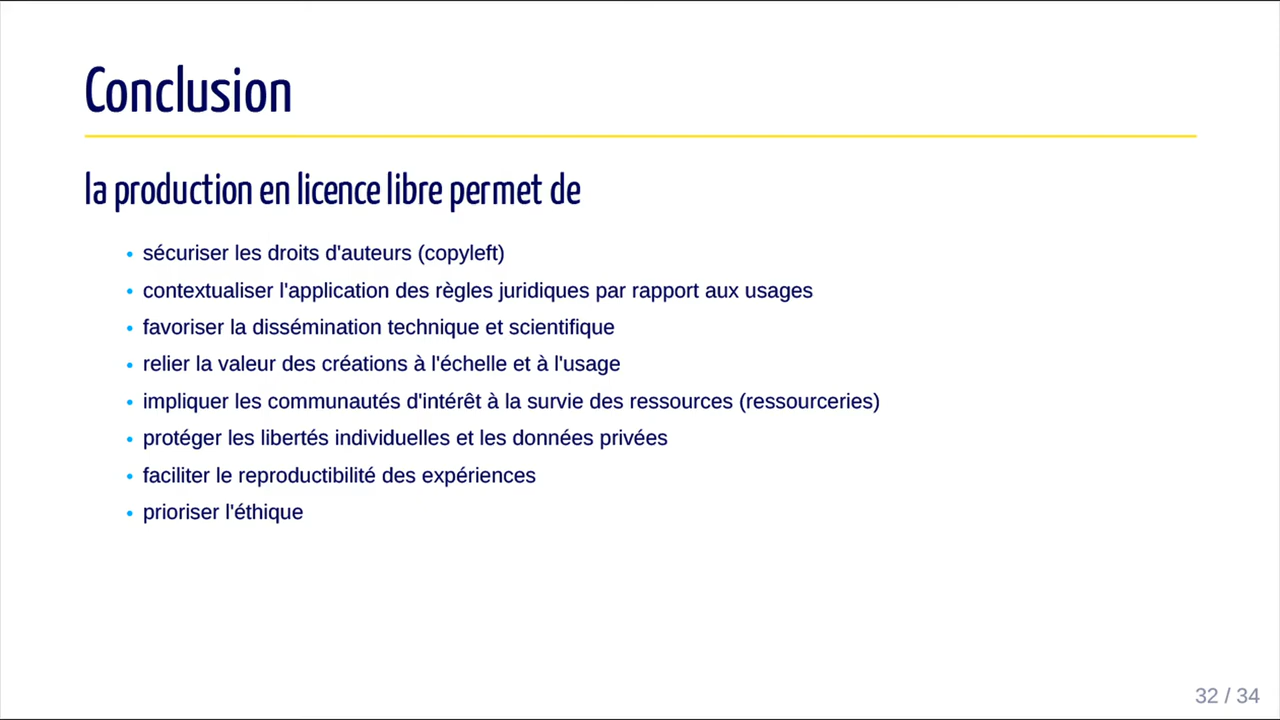 Conclusion
la production en licence libre permet de
• sécuriser les droits d'auteurs (copyleft)
• contextualiser l'application des règles juridiques par rapport aux usages
• favoriser la dissémination technique et scientifique
• relier la valeur des créations à l'échelle et à l'usage
• impliquer les communautés d'intérêt à la survie des ressources (ressourceries)
• protéger les libertés individuelles et les données privées
• faciliter le reproductibilité des expériences
• prioriser l'éthique
32 / 34